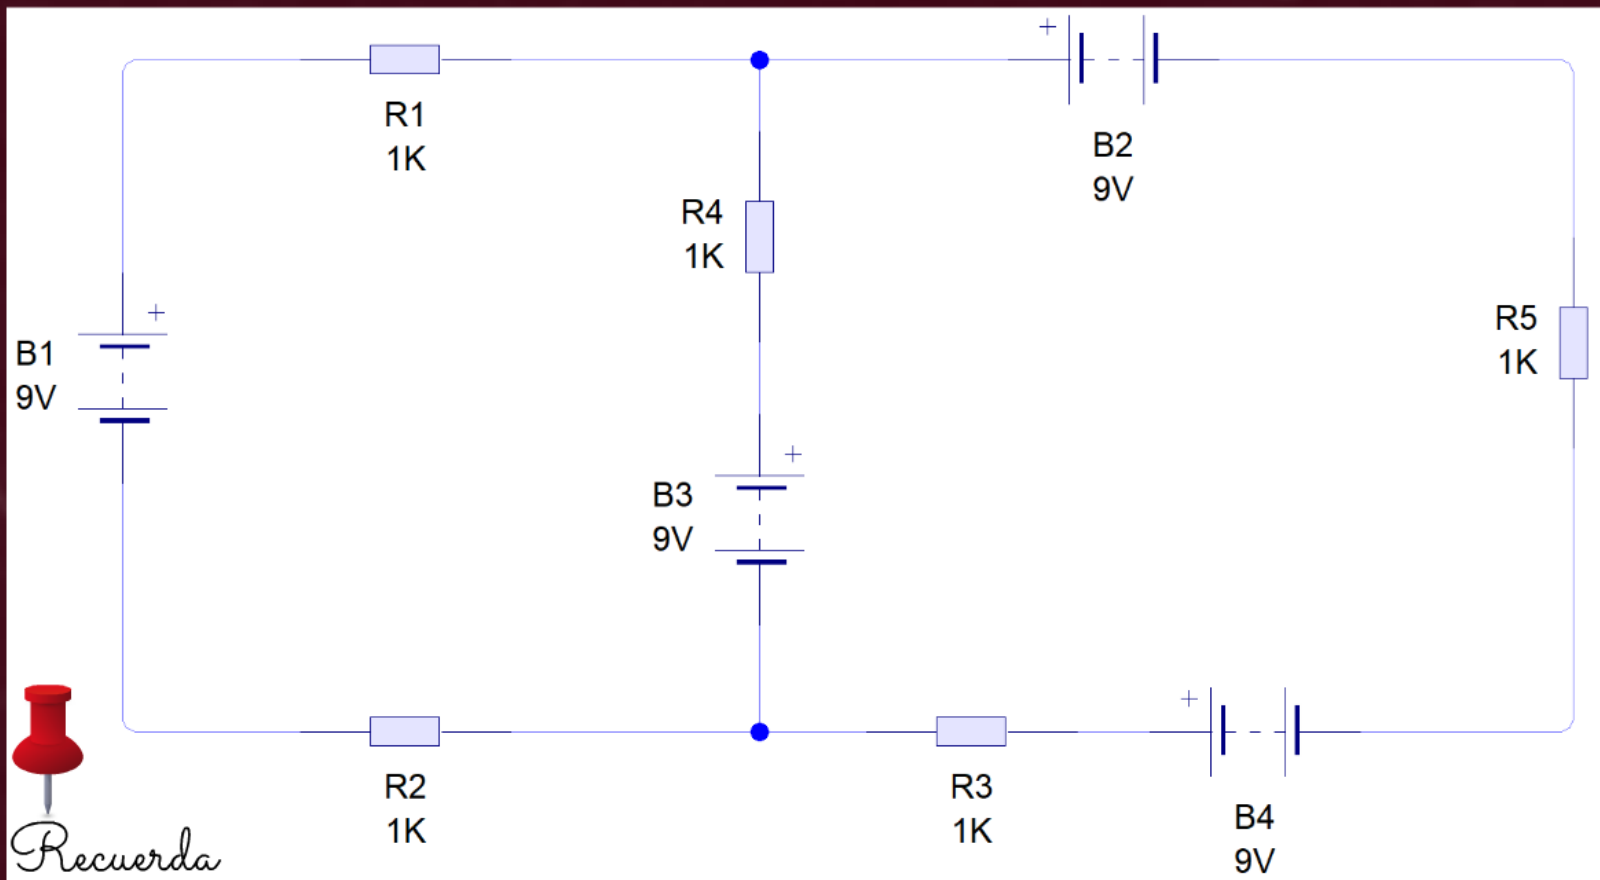 +
R1
1K
B2
9V
R4
1K
+
B1
9V
R5
1K
+
B3
9V
+
R2
1K
R3
1K
B4
9V
Recuerda